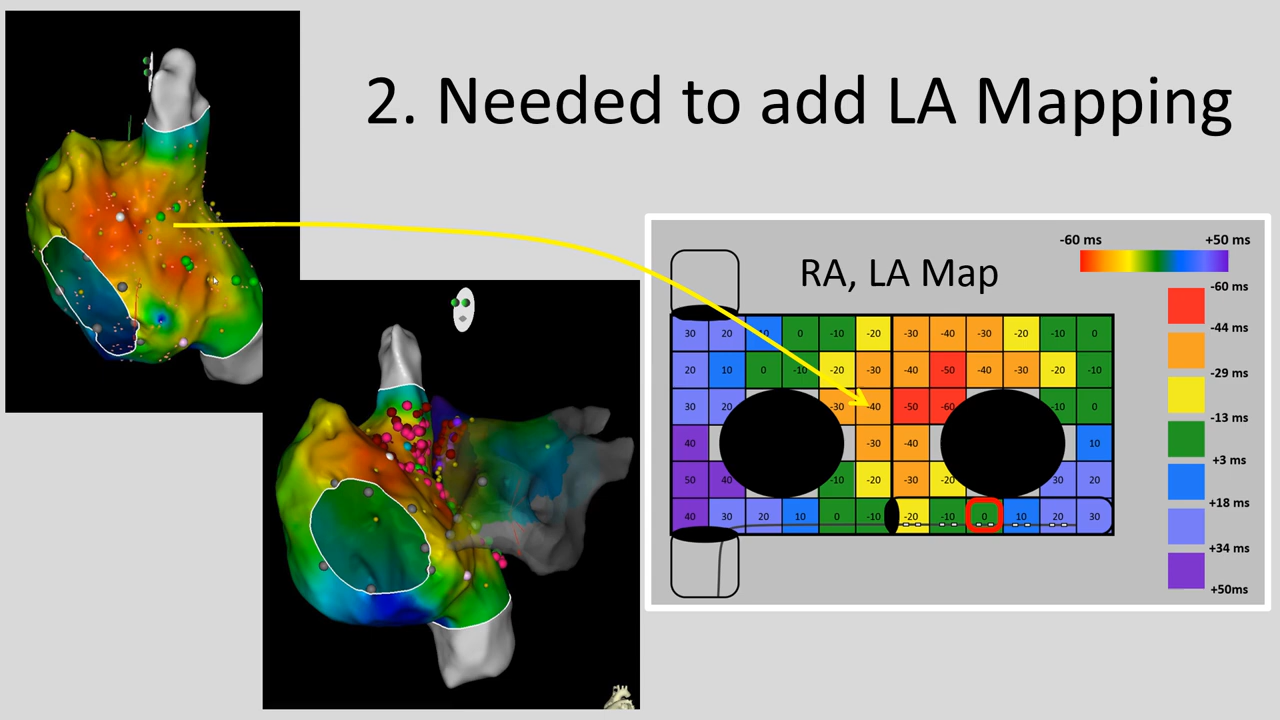 2. Needed to add LA Mapping
RA, LA Map
-60 ms +50 ms
30 20 10 0 -10 -20 -30 -40 -30 -20 -10 0
20 10 0 -10 -20 -30 -40 -50 -40 -30 -20 -10
30 20 -30 -40 -50 -60 -10 0
40 -30 -40 10
50 40 -10 -20 -30 -20 30 20
40 30 20 10 0 -10 -20 -10 0 10 20 30
-60 ms
-44 ms
-29 ms
-13 ms
+3 ms
+18 ms
+34 ms
+50ms